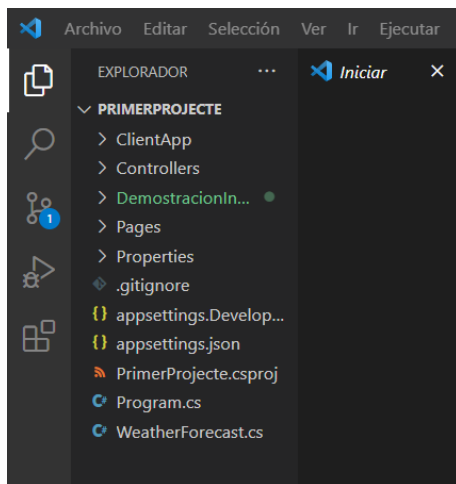 Archivo Editar Selección Ver Ir Ejecutar
EXPLORADOR ... Iniciar
PRIMERPROJECTE
ClientApp
Controllers
DemostracionIn...
Pages
Properties
.gitignore
appsettings.Develop...
appsettings.json
PrimerProjecte.csproj
Program.cs
WeatherForecast.cs
1